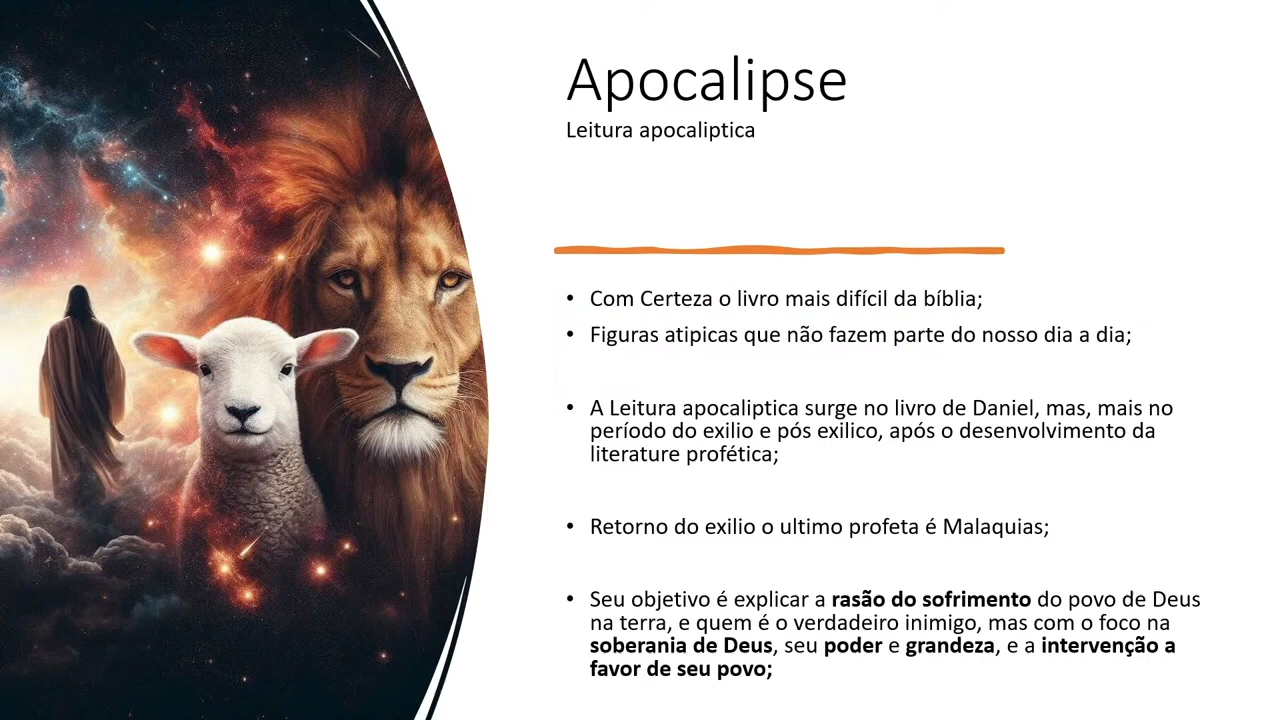 Apocalipse
Leitura apocaliptica
• Com Certeza o livro mais difícil da bíblia;
• Figuras atipicas que não fazem parte do nosso dia a dia;
• A Leitura apocaliptica surge no livro de Daniel, mas, mais no
período do exilio e pós exilico, após o desenvolvimento da
literature profética;
• Retorno do exilio o ultimo profeta é Malaquias;
• Seu objetivo é explicar a rasão do sofrimento do povo de Deus
na terra, e quem é o verdadeiro inimigo, mas com o foco na
soberania de Deus, seu poder e grandeza, e a intervenção a
favor de seu povo;